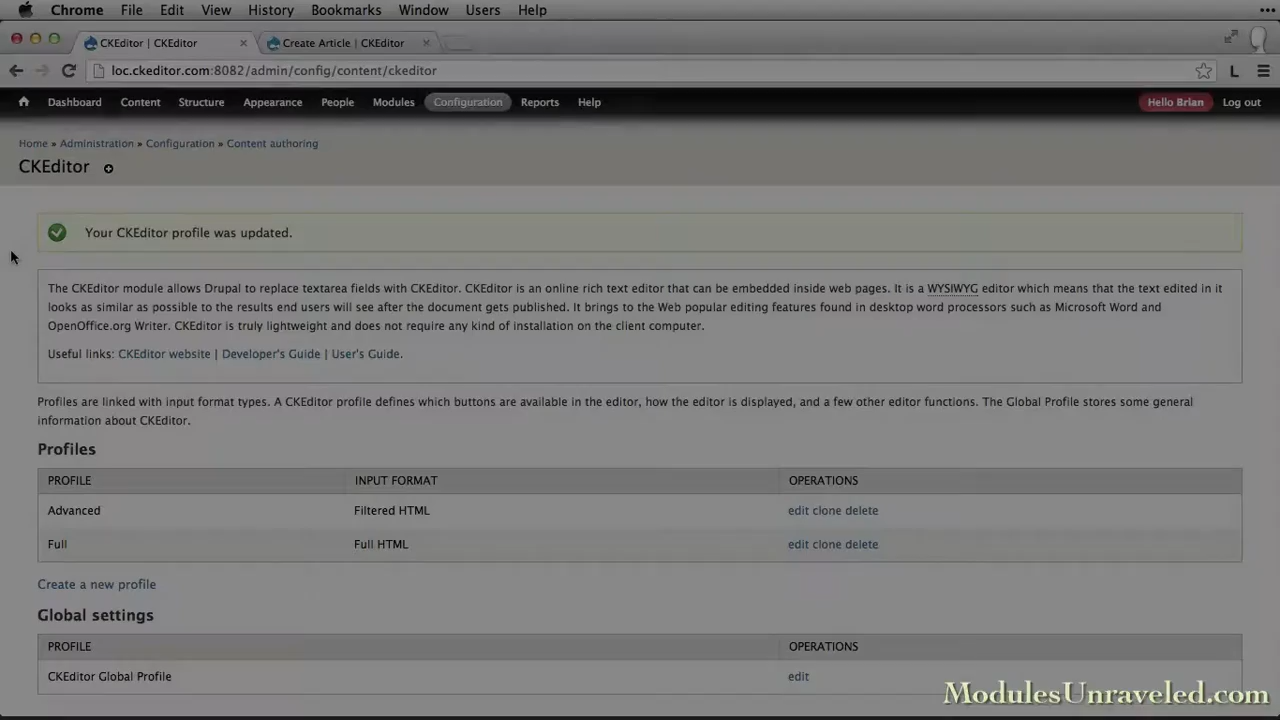 Chrome File Edit View History Bookmarks Window Users Help
CKEditor | CKEditor Create Article | CKEditor
loc.ckeditor.com:8082/admin/config/content/ckeditor L
Dashboard Content Structure Appearance People Modules Configuration Reports Help Hello Brian Log out
Home » Administration » Configuration » Content authoring
CKEditor
Your CKEditor profile was updated.
The CKEditor module allows Drupal to replace textarea fields with CKEditor. CKEditor is an online rich text editor that can be embedded inside web pages. It is a WYSIWYG editor which means that the text edited in it
looks as similar as possible to the results end users will see after the document gets published. It brings to the Web popular editing features found in desktop word processors such as Microsoft Word and
OpenOffice.org Writer. CKEditor is truly lightweight and does not require any kind of installation on the client computer.
Useful links: CKEditor website | Developer's Guide | User's Guide.
Profiles are linked with input format types. A CKEditor profile defines which buttons are available in the editor, how the editor is displayed, and a few other editor functions. The Global Profile stores some general
information about CKEditor.
Profiles
PROFILE INPUT FORMAT OPERATIONS
Advanced Filtered HTML edit clone delete
Full Full HTML edit clone delete
Create a new profile
Global settings
PROFILE OPERATIONS
CKEditor Global Profile edit
ModulesUnraveled.com